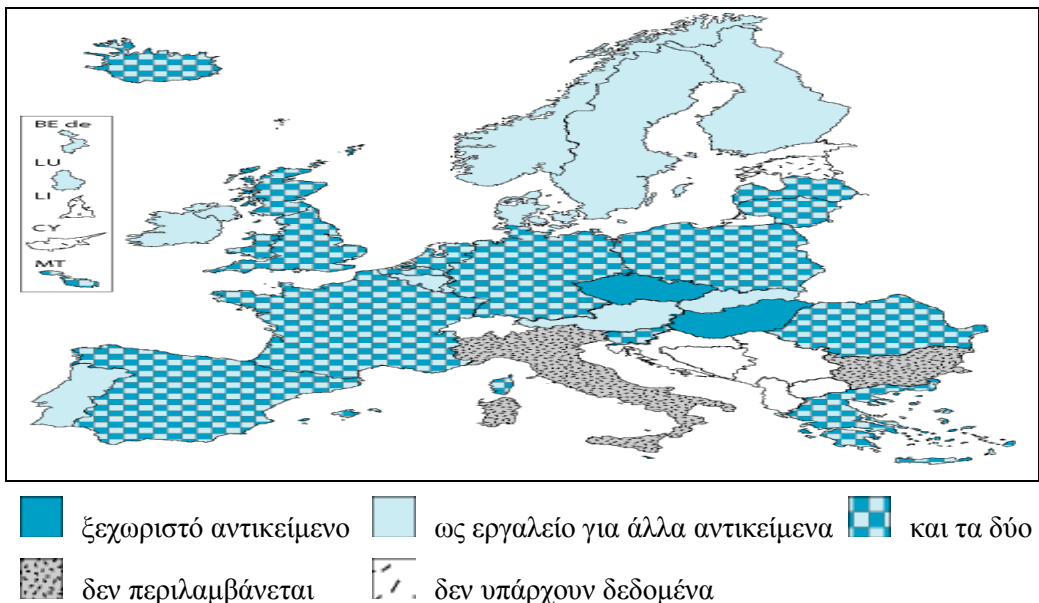 BE de
LU
LI
CY
MT
ξεχωριστό αντικείμενο ως εργαλείο για άλλα αντικείμενα και τα δύο
δεν περιλαμβάνεται δεν υπάρχουν δεδομένα